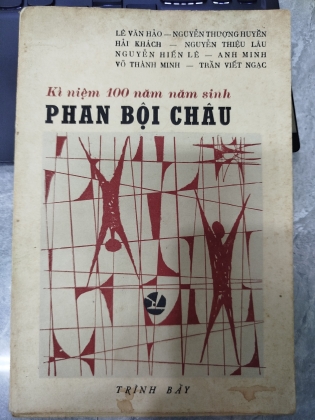 LÊ VĂN HẢO — NGUYỄN THƯỢNG HUYỀN
HẢI KHÁCH — NGUYỄN THIỆU LÂU
NGUYỄN HIẾN LÊ — ANH MINH
VÕ THÀNH MINH — TRẦN VIẾT NGẠC
Kỉ niệm 100 năm năm sinh
PHAN BỘI CHÂU
TRÌNH BẦY